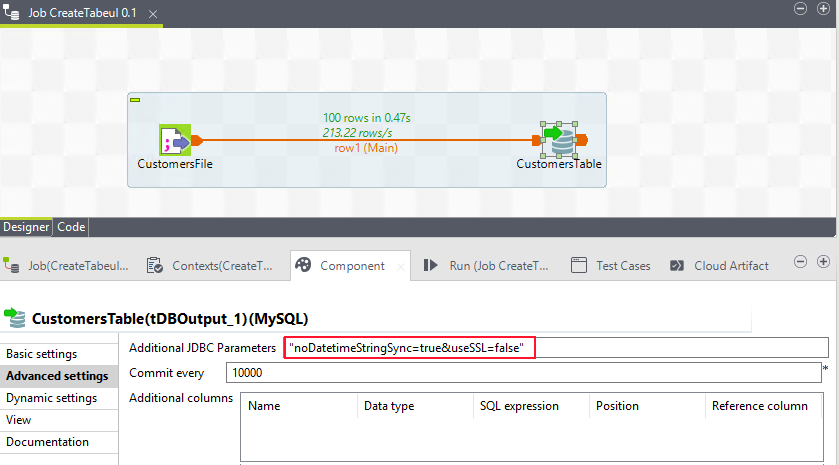 Job CreateTabeul 0.1
100 rows in 0.47s
213.22 rows/s
row1 (Main)
CustomersFile
CustomersTable
Designer Code
Job(CreateTabeul... Contexts(CreateT... Component Run (Job CreateT... Test Cases Cloud Artifact
CustomersTable(tDBOutput_1)(MySQL)
Basic settings
Advanced settings
Dynamic settings
View
Documentation
Additional JDBC Parameters "noDatetimeStringSync=true&useSSL=false"
Commit every 10000 *
Additional columns
Name Data type SQL expression Position Reference column